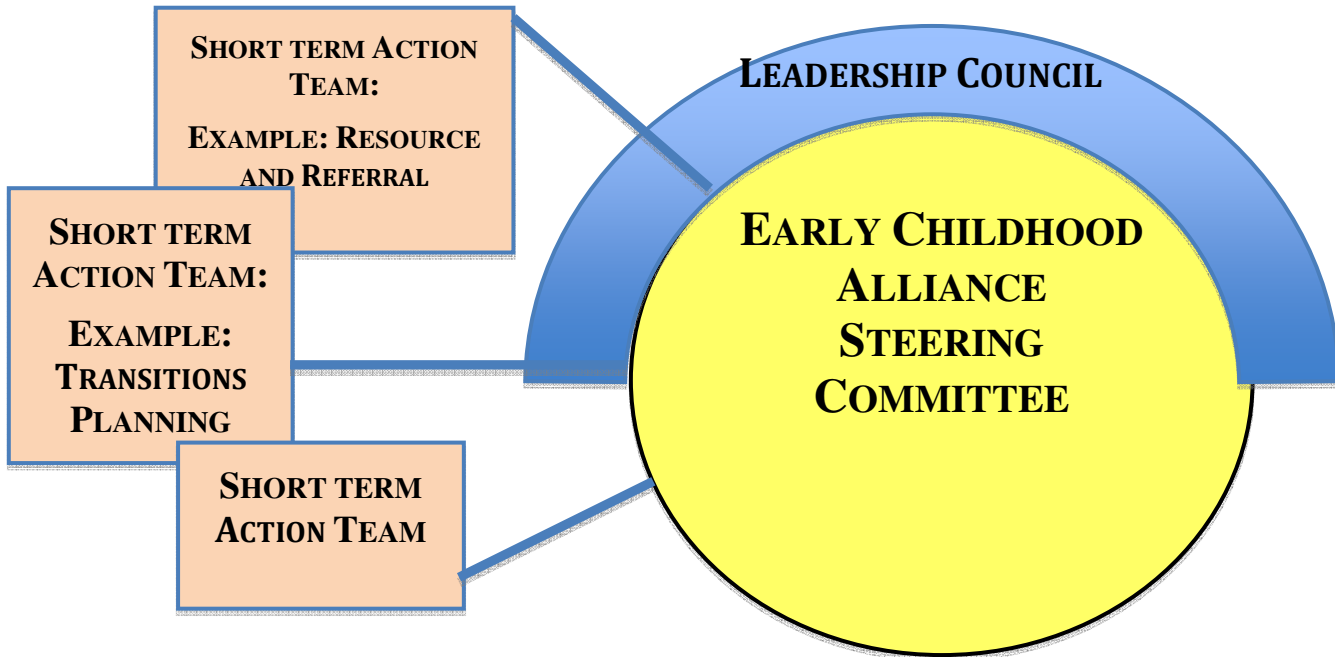 Short term Action
Team:
Example: Resource
and Referral
Short term
Action Team:
Example:
Transitions
Planning
Short term
Action Team
Leadership Council
Early Childhood
Alliance
Steering
Committee